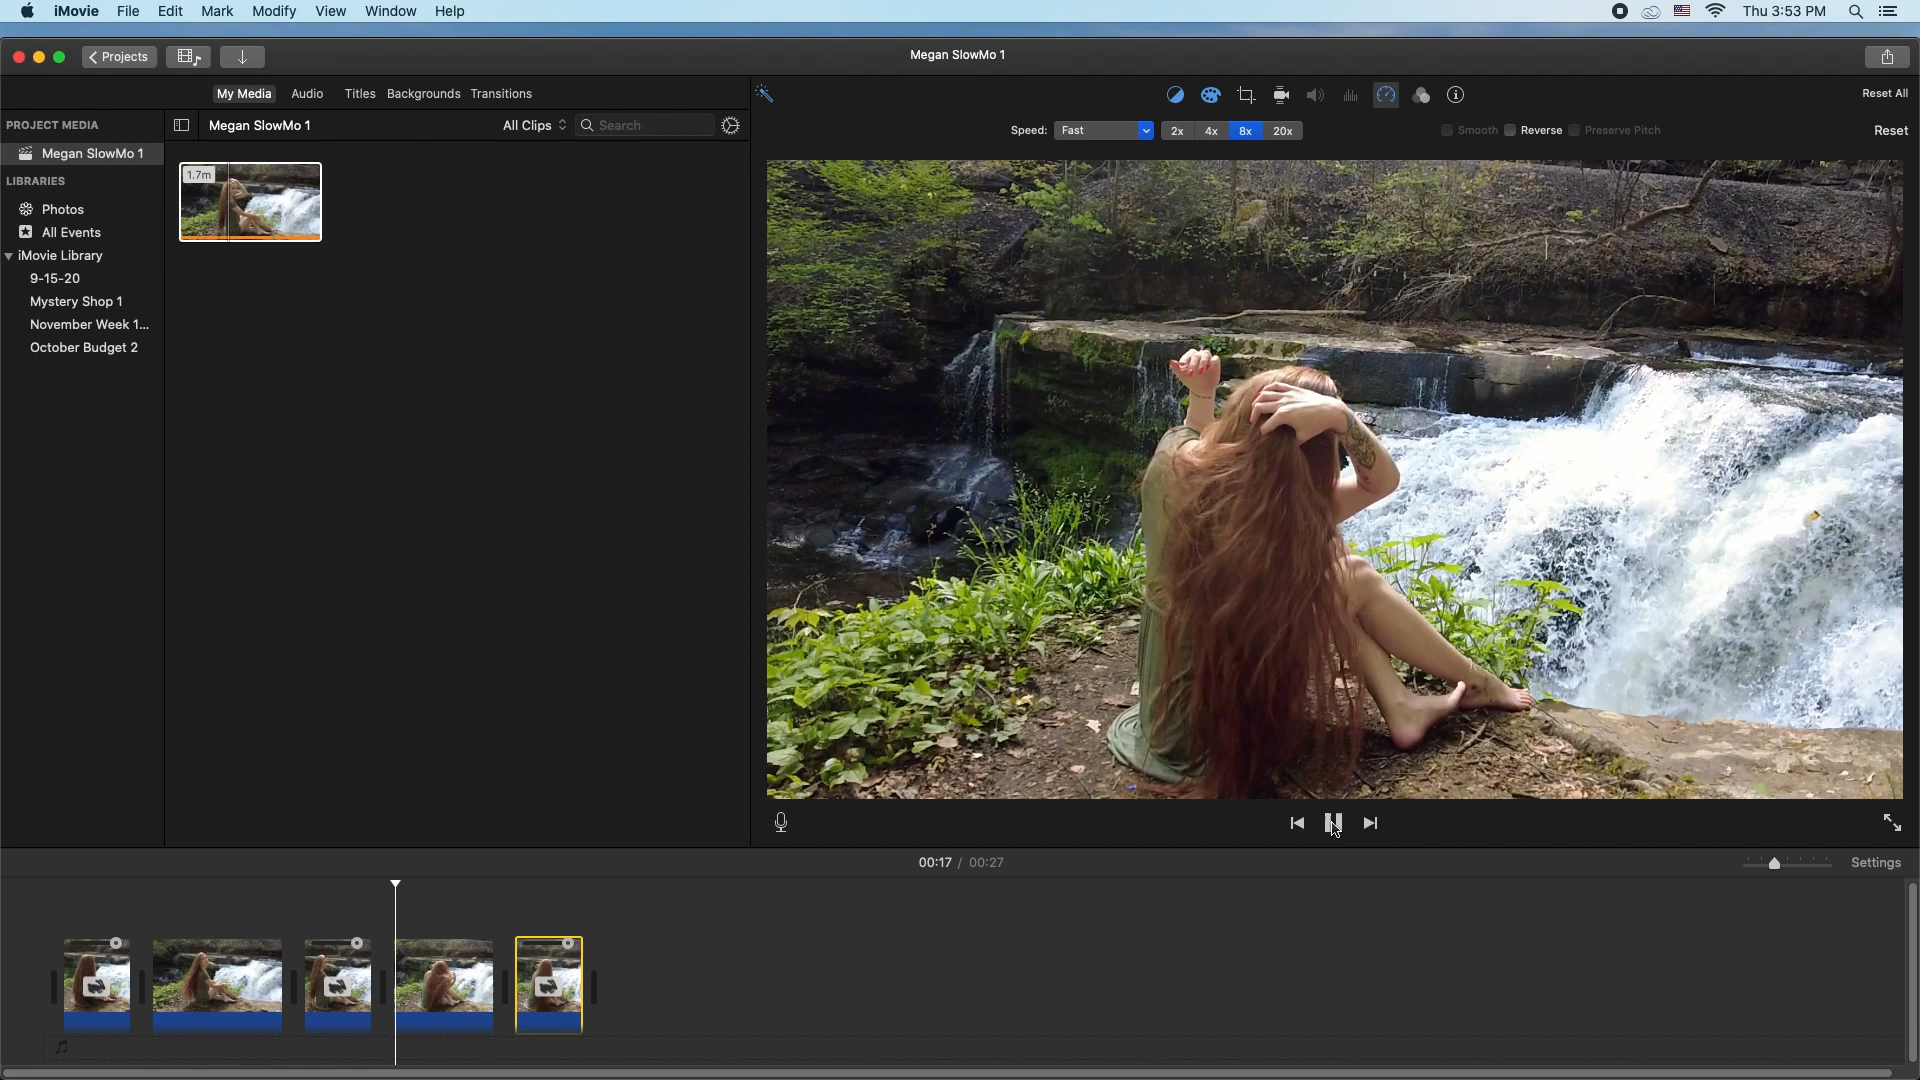 iMovie File Edit Mark Modify View Window Help Thu 3:53 PM
Projects Megan SlowMo 1
My Media Audio Titles Backgrounds Transitions Reset All
PROJECT MEDIA Megan SlowMo 1 All Clips Search Speed: Fast 2x 4x 8x 20x Smooth Reverse Preserve Pitch Reset
Megan SlowMo 1
1.7m
LIBRARIES
Photos
All Events
iMovie Library
9-15-20
Mystery Shop 1
November Week 1...
October Budget 2
00:17 / 00:27 Settings